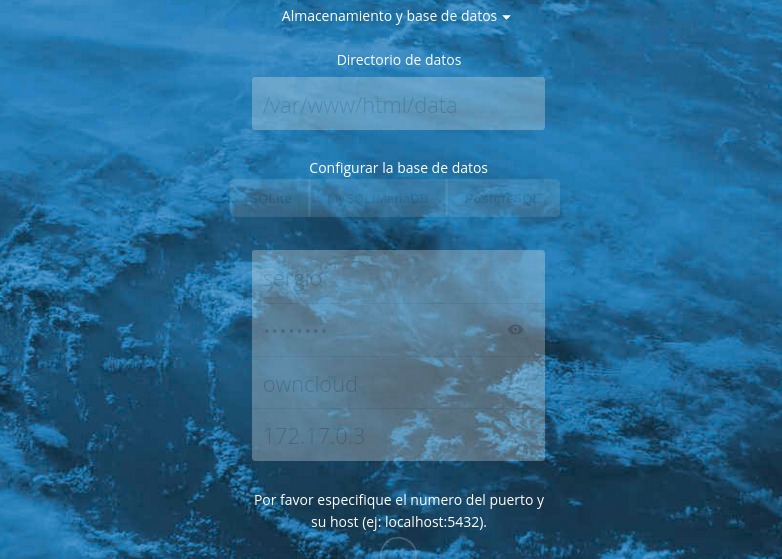 Almacenamiento y base de datos
Directorio de datos
/var/www/html/data
Configurar la base de datos
SQLite MySQL/MariaDB PostgreSQL
sergio
owncloud
172.17.0.3
Por favor especifique el numero del puerto y
su host (ej: localhost:5432).